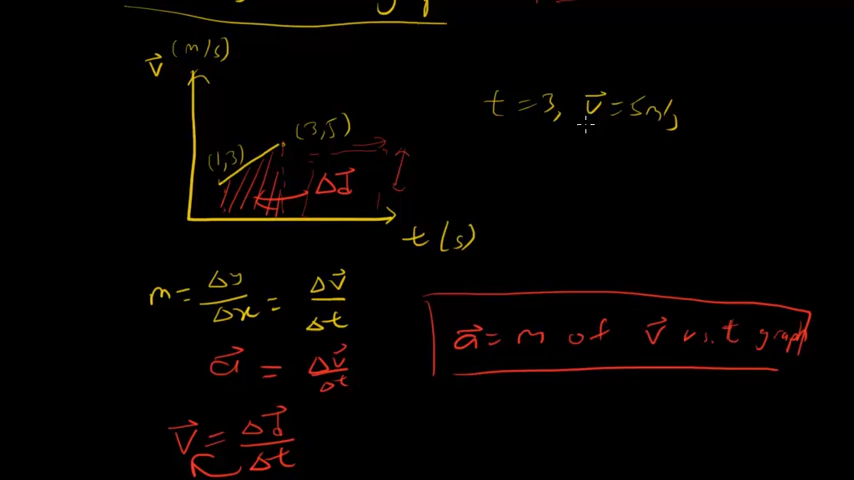 v⃗ (m/s)
t = 3, v⃗ = 5m/s
(1,3) (3,5)
Δd⃗
t (s)
m = Δy/Δx = Δv⃗/Δt
a⃗ = m of v⃗ vs. t graph
a⃗ = Δv⃗/Δt
v⃗ = Δd⃗/Δt